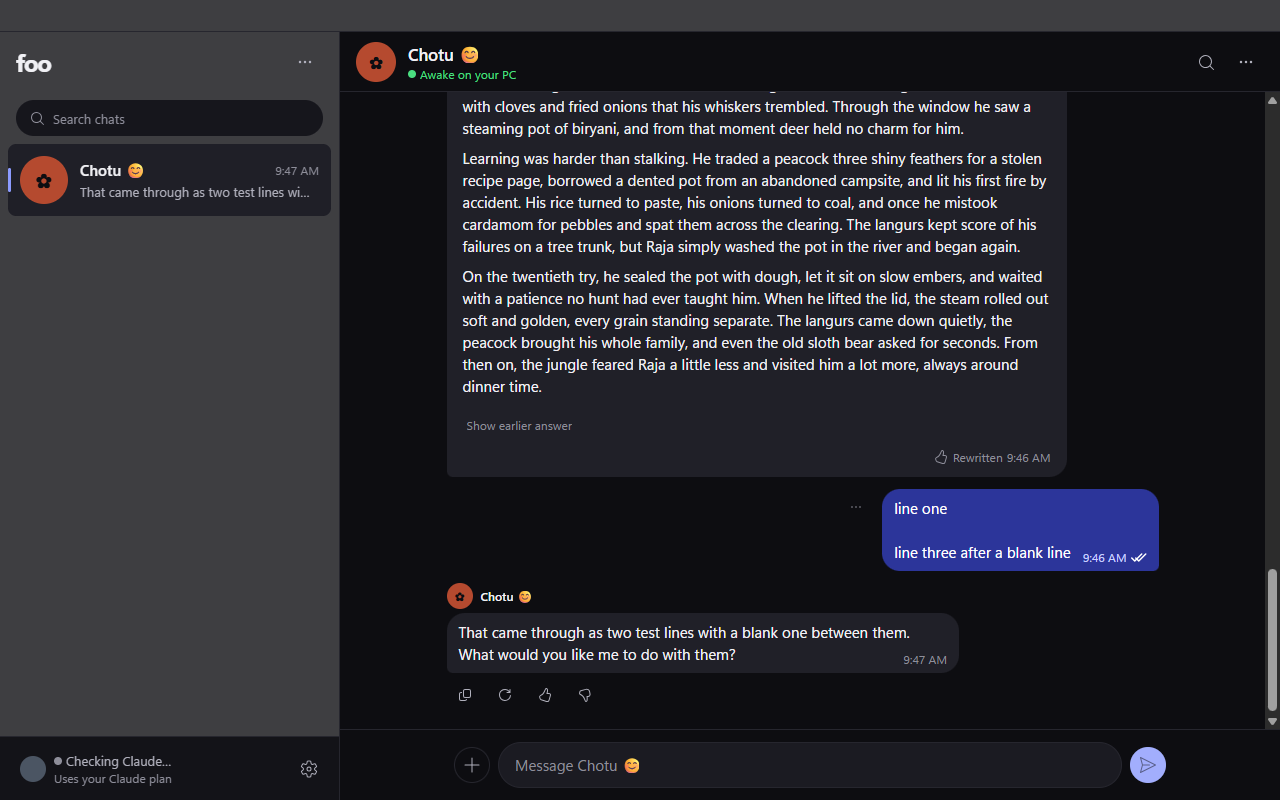 foo
Search chats
Chotu 😊
9:47 AM
That came through as two test lines wi...
Checking Claude...
Uses your Claude plan
Chotu 😊
Awake on your PC
with cloves and fried onions that his whiskers trembled. Through the window he saw a
steaming pot of biryani, and from that moment deer held no charm for him.
Learning was harder than stalking. He traded a peacock three shiny feathers for a stolen
recipe page, borrowed a dented pot from an abandoned campsite, and lit his first fire by
accident. His rice turned to paste, his onions turned to coal, and once he mistook
cardamom for pebbles and spat them across the clearing. The langurs kept score of his
failures on a tree trunk, but Raja simply washed the pot in the river and began again.
On the twentieth try, he sealed the pot with dough, let it sit on slow embers, and waited
with a patience no hunt had ever taught him. When he lifted the lid, the steam rolled out
soft and golden, every grain standing separate. The langurs came down quietly, the
peacock brought his whole family, and even the old sloth bear asked for seconds. From
then on, the jungle feared Raja a little less and visited him a lot more, always around
dinner time.
Show earlier answer
Rewritten 9:46 AM
line one
line three after a blank line
9:46 AM
Chotu 😊
That came through as two test lines with a blank one between them.
What would you like me to do with them?
9:47 AM
Message Chotu 😊